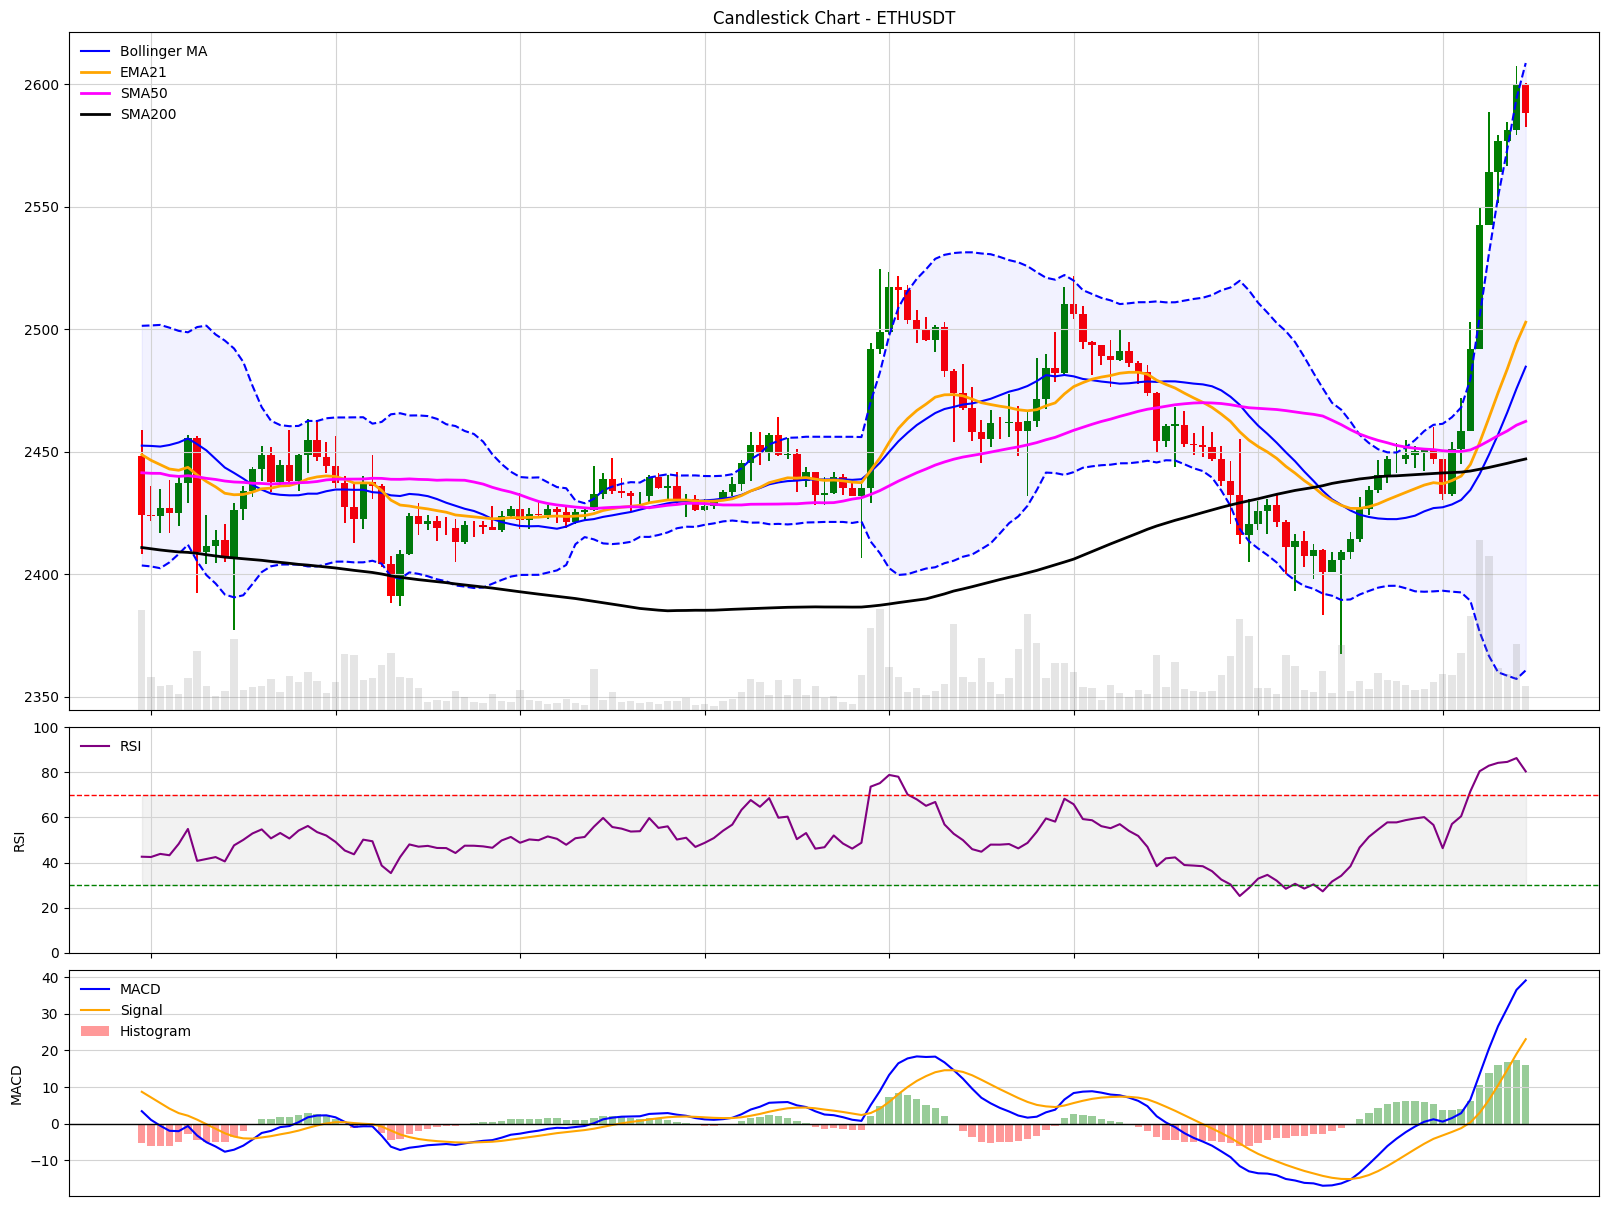 Candlestick Chart - ETHUSDT
Bollinger MA
EMA21
SMA50
SMA200
2600
2550
2500
2450
2400
2350
RSI
RSI
100
80
60
40
20
0
MACD
Signal
Histogram
MACD
40
30
20
10
0
−10